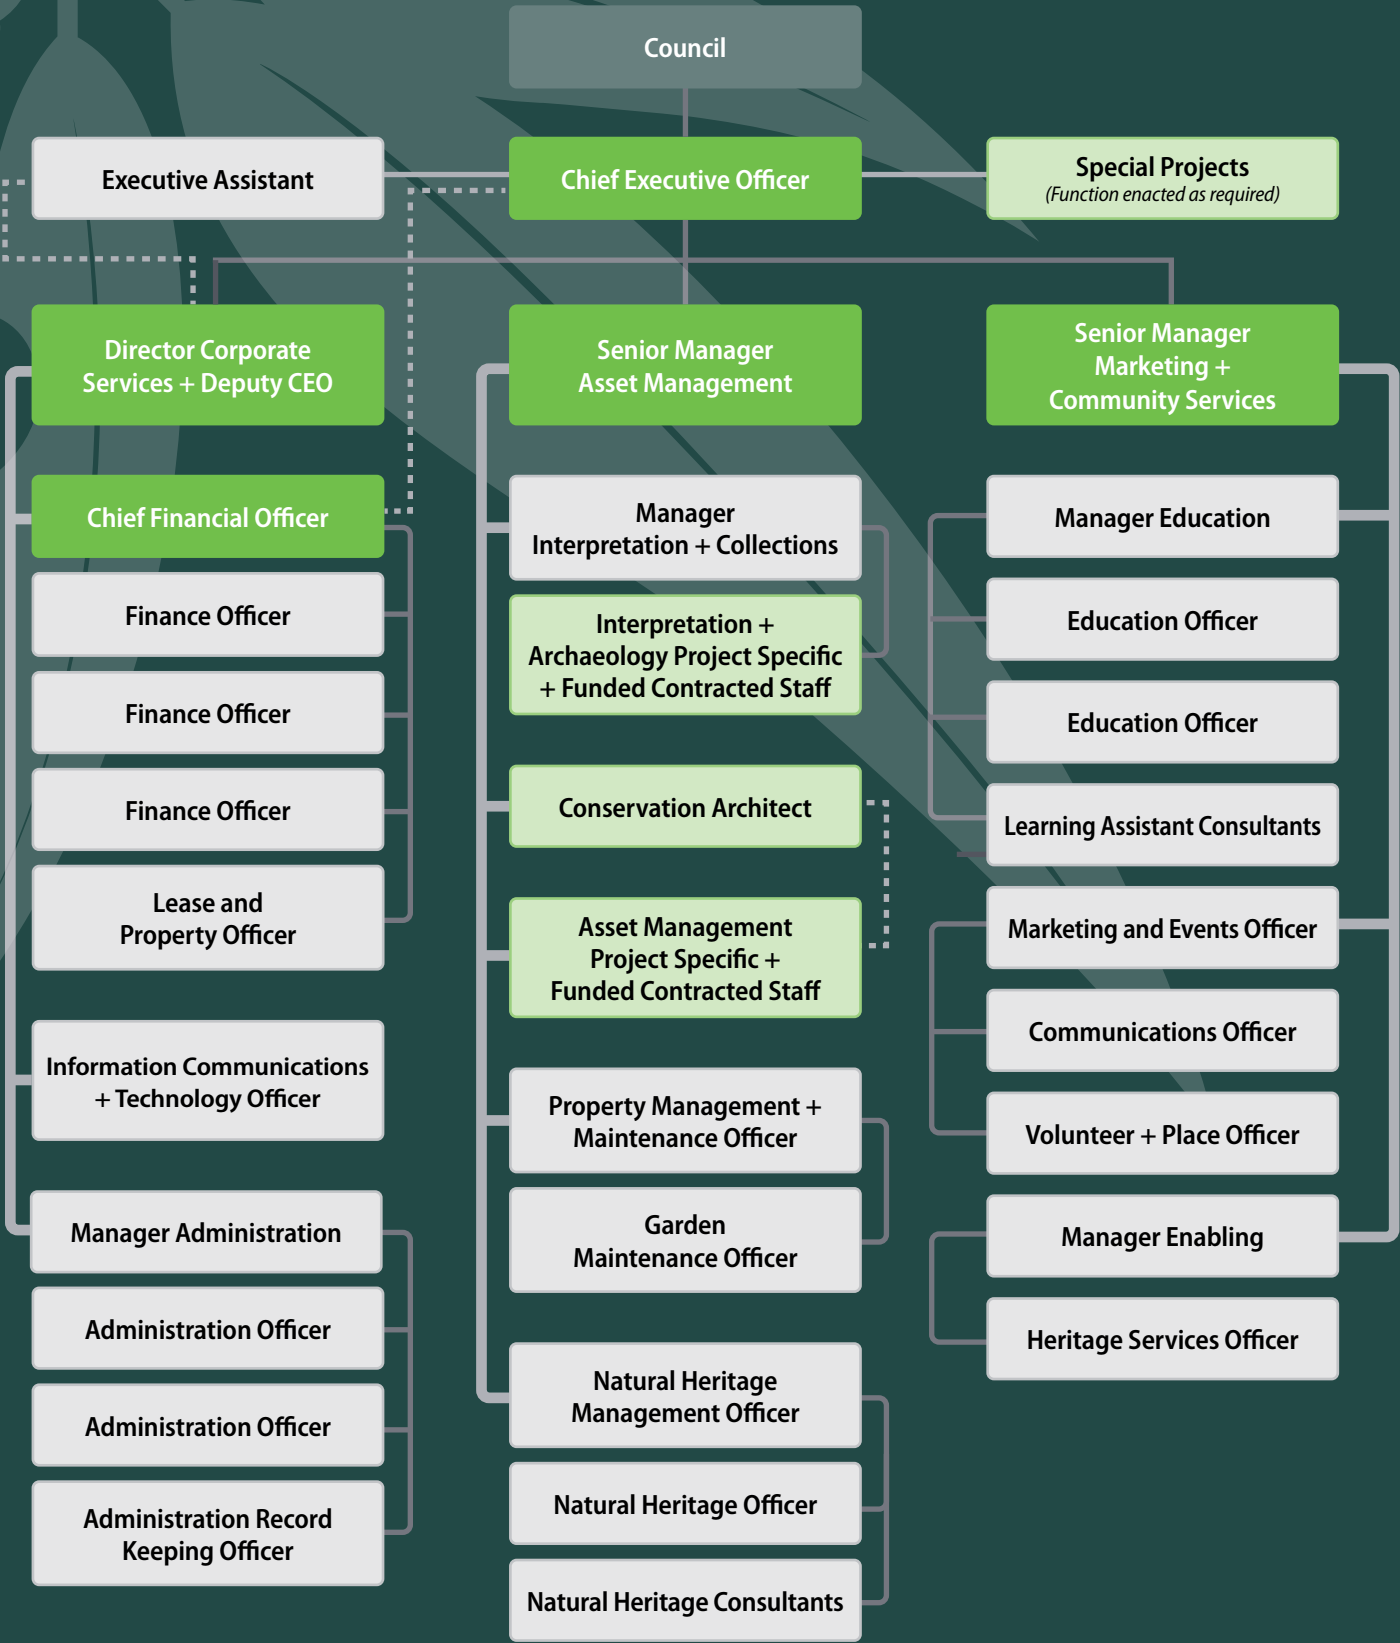 Council
Executive Assistant
Chief Executive Officer
Special Projects
(Function enacted as required)
Director Corporate
Services + Deputy CEO
Senior Manager
Asset Management
Senior Manager
Marketing +
Community Services
Chief Financial Officer
Finance Officer
Finance Officer
Finance Officer
Lease and
Property Officer
Information Communications
+ Technology Officer
Manager Administration
Administration Officer
Administration Officer
Administration Record
Keeping Officer
Manager
Interpretation + Collections
Interpretation +
Archaeology Project Specific
+ Funded Contracted Staff
Conservation Architect
Asset Management
Project Specific +
Funded Contracted Staff
Property Management +
Maintenance Officer
Garden
Maintenance Officer
Natural Heritage
Management Officer
Natural Heritage Officer
Natural Heritage Consultants
Manager Education
Education Officer
Education Officer
Learning Assistant Consultants
Marketing and Events Officer
Communications Officer
Volunteer + Place Officer
Manager Enabling
Heritage Services Officer